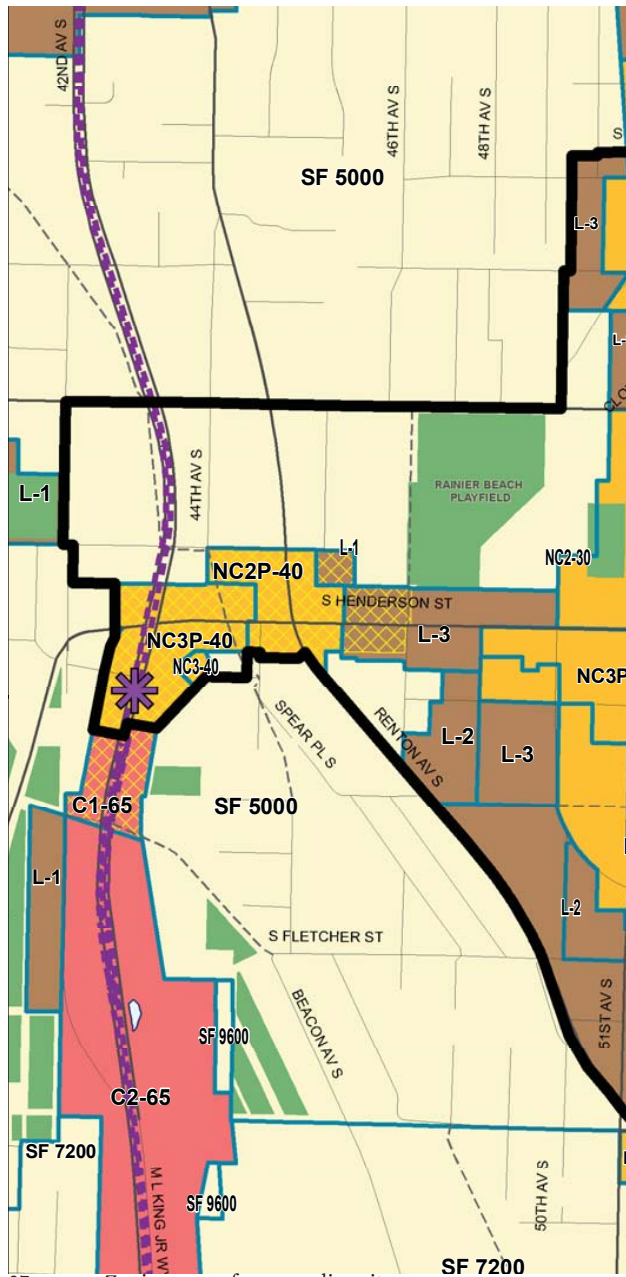 42ND AV S
46TH AV S
48TH AV S
S
SF 5000
L-3
L-
L-1
44TH AV S
RAINIER BEACH
PLAYFIELD
L-1
NC2-30
NC2P-40
S HENDERSON ST
NC3P-40
L-3
NC3-40
NC3P
SPEAR PL S
RENTON AV S
L-2
L-3
C1-65
SF 5000
L-1
L-2
S FLETCHER ST
BEACON AV S
51ST AV S
SF 9600
C2-65
SF 7200
SF 9600
M L KING JR W
50TH AV S
SF 7200